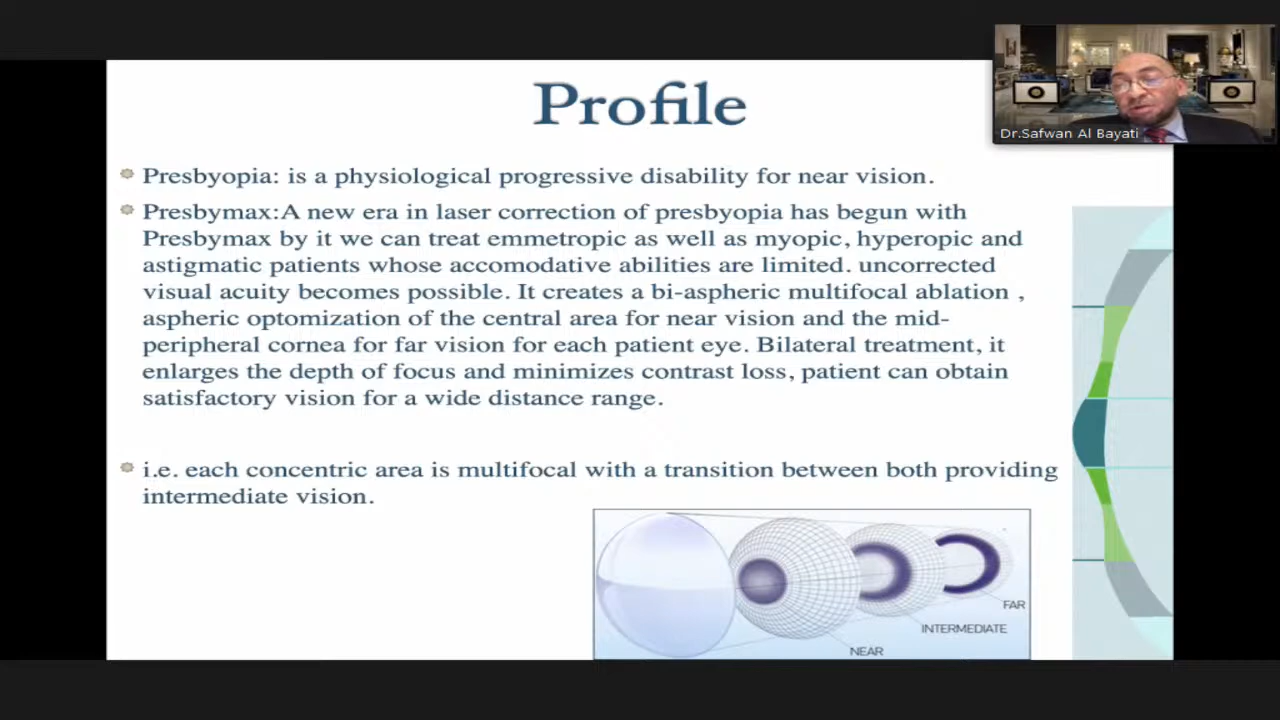 Profile
Dr.Safwan Al Bayati
Presbyopia: is a physiological progressive disability for near vision.
Presbymax:A new era in laser correction of presbyopia has begun with
Presbymax by it we can treat emmetropic as well as myopic, hyperopic and
astigmatic patients whose accomodative abilities are limited. uncorrected
visual acuity becomes possible. It creates a bi-aspheric multifocal ablation ,
aspheric optomization of the central area for near vision and the mid-
peripheral cornea for far vision for each patient eye. Bilateral treatment, it
enlarges the depth of focus and minimizes contrast loss, patient can obtain
satisfactory vision for a wide distance range.
i.e. each concentric area is multifocal with a transition between both providing
intermediate vision.
FAR
INTERMEDIATE
NEAR